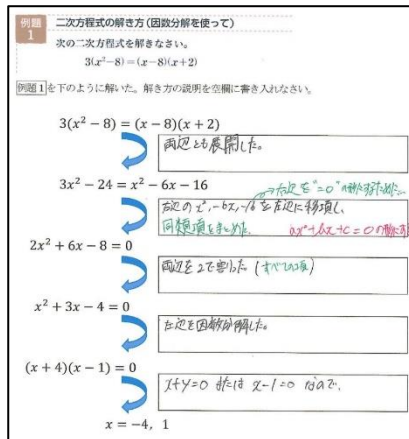 例題
1
二次方程式の解き方(因数分解を使って)
次の二次方程式を解きなさい。
3(x²−8)=(x−8)(x+2)
例題1を下のように解いた。解き方の説明を空欄に書き入れなさい。
3(x² − 8) = (x − 8)(x + 2)
両辺とも展開した。
3x² − 24 = x² − 6x − 16
右辺を"=0"の形にするために
右辺のx²,−6x,−16を左辺に移項し、
同類項をまとめた。 ax²+bx+c=0の形にする
2x² + 6x − 8 = 0
両辺を2で割った (すべての項)
x² + 3x − 4 = 0
左辺を因数分解した。
(x + 4)(x − 1) = 0
x+4=0 または x−1=0 なので、
x = −4, 1